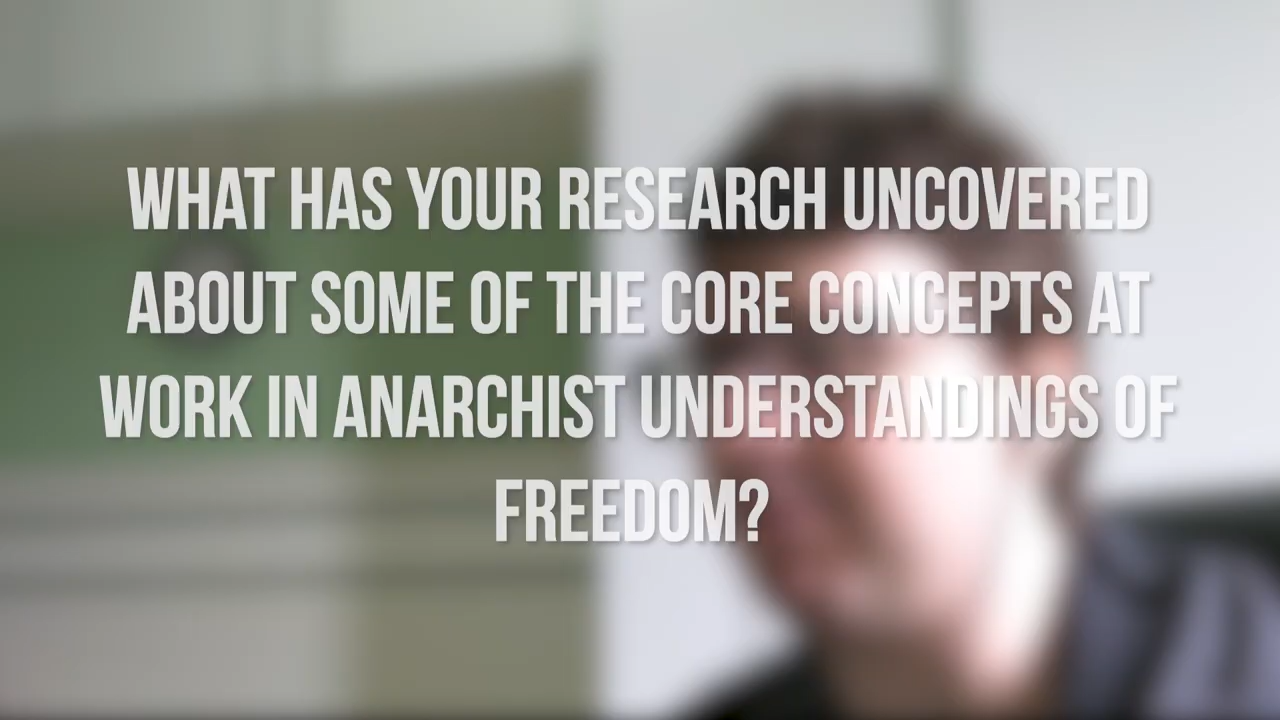 WHAT HAS YOUR RESEARCH UNCOVERED
ABOUT SOME OF THE CORE CONCEPTS AT
WORK IN ANARCHIST UNDERSTANDINGS OF
FREEDOM?